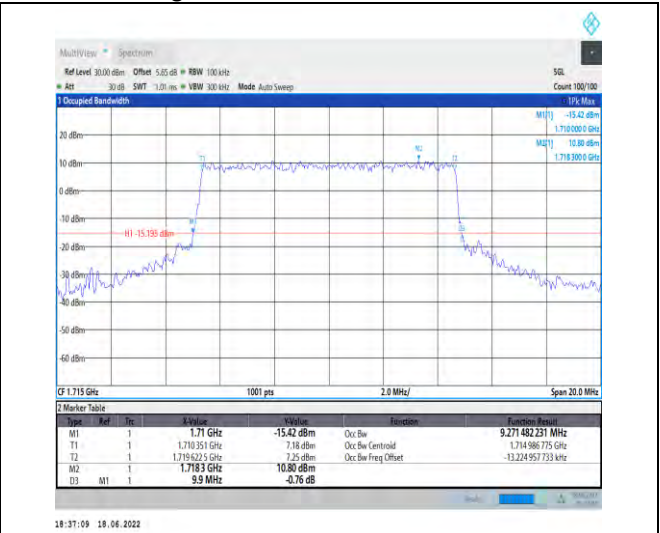 MultiView Spectrum
Ref Level 30.00 dBm Offset 5.85 dB RBW 100 kHz SGL
Att 30 dB SWT 1.01 ms VBW 300 kHz Mode Auto Sweep Count 100/100
1 Occupied Bandwidth 1Pk Max
M1[1] -15.42 dBm
1.710 000 0 GHz
M2[1] 10.80 dBm
1.718 300 0 GHz
20 dBm
M2
T1 T2
10 dBm
0 dBm
-10 dBm
M1
D3
H1 -15.193 dBm
-20 dBm
-30 dBm
-40 dBm
-50 dBm
-60 dBm
CF 1.715 GHz 1001 pts 2.0 MHz/ Span 20.0 MHz
2 Marker Table
Type Ref Trc X-Value Y-Value Function Function Result
M1 1 1.71 GHz -15.42 dBm Occ Bw 9.271 482 231 MHz
T1 1 1.710 351 GHz 7.18 dBm Occ Bw Centroid 1.714 986 775 GHz
T2 1 1.719 622 5 GHz 7.25 dBm Occ Bw Freq Offset -13.224 957 733 kHz
M2 1 1.718 3 GHz 10.80 dBm
D3 M1 1 9.9 MHz -0.76 dB
18:37:09 18.06.2022